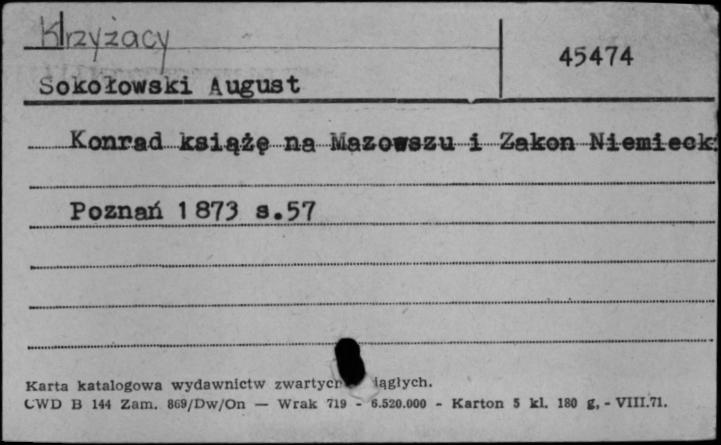 Krzyżacy
45474
Sokołowski August
Konrad książę na Mazowszu i Zakon Niemiecki
Poznań 1873 s.57
Karta katalogowa wydawnictw zwartych iągłych.
CWD B 144 Zam. 869/Dw/On — Wrak 719 - 6.520.000 - Karton 5 kl. 180 g, - VIII.71.